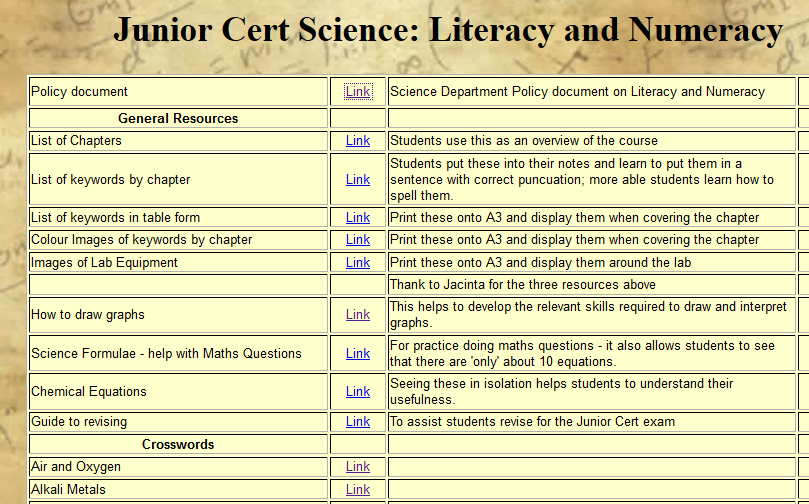 Junior Cert Science: Literacy and Numeracy
Policy document Link Science Department Policy document on Literacy and Numeracy
General Resources
List of Chapters Link Students use this as an overview of the course
List of keywords by chapter Link Students put these into their notes and learn to put them in a
sentence with correct puncuation; more able students learn how to
spell them.
List of keywords in table form Link Print these onto A3 and display them when covering the chapter
Colour Images of keywords by chapter Link Print these onto A3 and display them when covering the chapter
Images of Lab Equipment Link Print these onto A3 and display them around the lab
Thank to Jacinta for the three resources above
How to draw graphs Link This helps to develop the relevant skills required to draw and interpret
graphs.
Science Formulae - help with Maths Questions Link For practice doing maths questions - it also allows students to see
that there are 'only' about 10 equations.
Chemical Equations Link Seeing these in isolation helps students to understand their
usefulness.
Guide to revising Link To assist students revise for the Junior Cert exam
Crosswords
Air and Oxygen Link
Alkali Metals Link